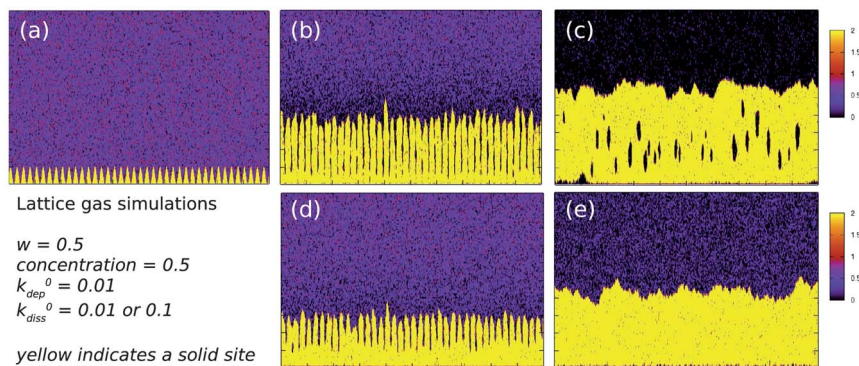 (a)
(b)
(c)
2
1.5
1
0.5
0
Lattice gas simulations
w = 0.5
concentration = 0.5
k_dep^0 = 0.01
k_diss^0 = 0.01 or 0.1
yellow indicates a solid site
(d)
(e)
2
1.5
1
0.5
0